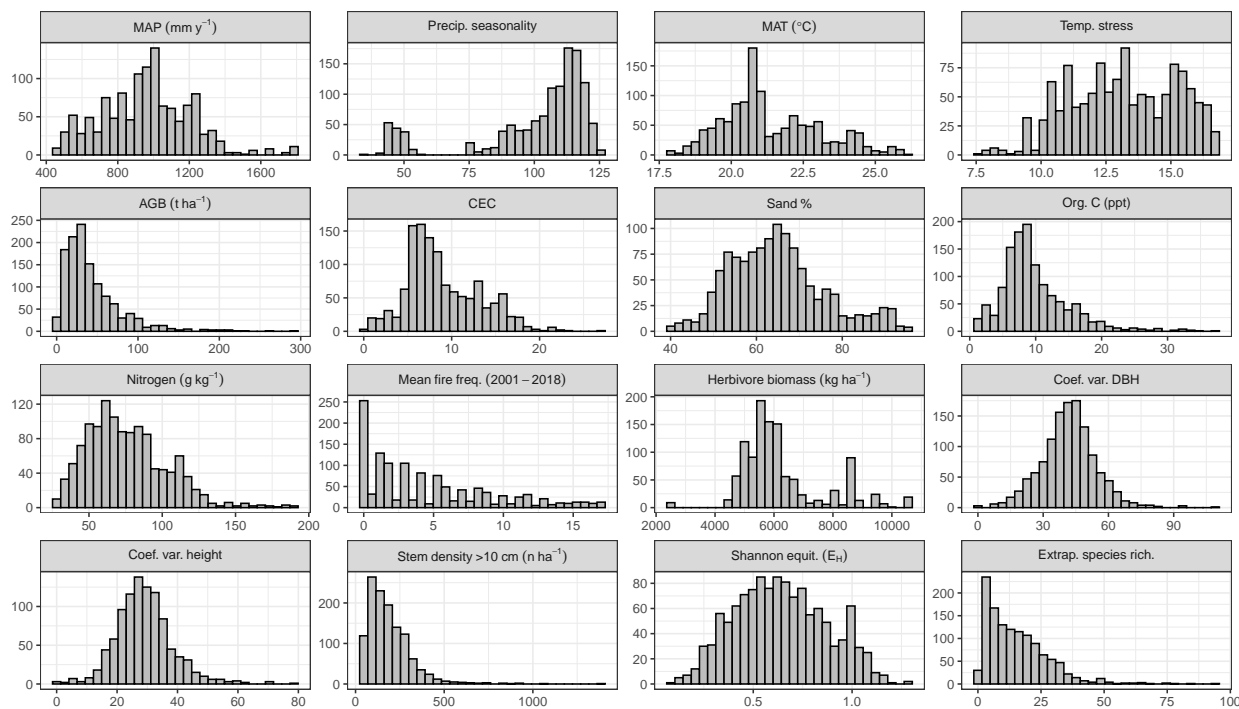 MAP (mm y⁻¹)
Precip. seasonality
MAT (°C)
Temp. stress
100
50
0
400 800 1200 1600
150
100
50
0
50 75 100 125
150
100
50
0
17.5 20.0 22.5 25.0
75
50
25
0
7.5 10.0 12.5 15.0
AGB (t ha⁻¹)
CEC
Sand %
Org. C (ppt)
250
200
150
100
50
0
0 100 200 300
150
100
50
0
0 10 20
100
75
50
25
0
40 60 80
200
150
100
50
0
0 10 20 30
Nitrogen (g kg⁻¹)
Mean fire freq. (2001 − 2018)
Herbivore biomass (kg ha⁻¹)
Coef. var. DBH
120
80
40
0
50 100 150 200
250
200
150
100
50
0
0 5 10 15
200
150
100
50
0
2000 4000 6000 8000 10000
150
100
50
0
0 30 60 90
Coef. var. height
Stem density >10 cm (n ha⁻¹)
Shannon equit. (E_H)
Extrap. species rich.
100
50
0
0 20 40 60 80
200
100
0
0 500 1000
80
60
40
20
0
0.5 1.0
200
150
100
50
0
0 25 50 75 100